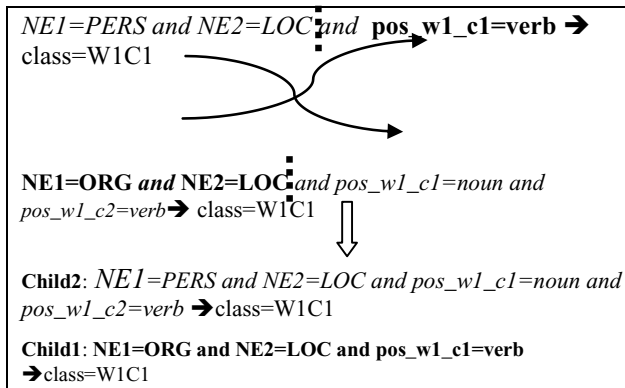 NE1=PERS and NE2=LOC and pos_w1_c1=verb ➔
class=W1C1
NE1=ORG and NE2=LOC and pos_w1_c1=noun and
pos_w1_c2=verb➔ class=W1C1
Child2: NE1=PERS and NE2=LOC and pos_w1_c1=noun and
pos_w1_c2=verb ➔class=W1C1
Child1: NE1=ORG and NE2=LOC and pos_w1_c1=verb
➔class=W1C1